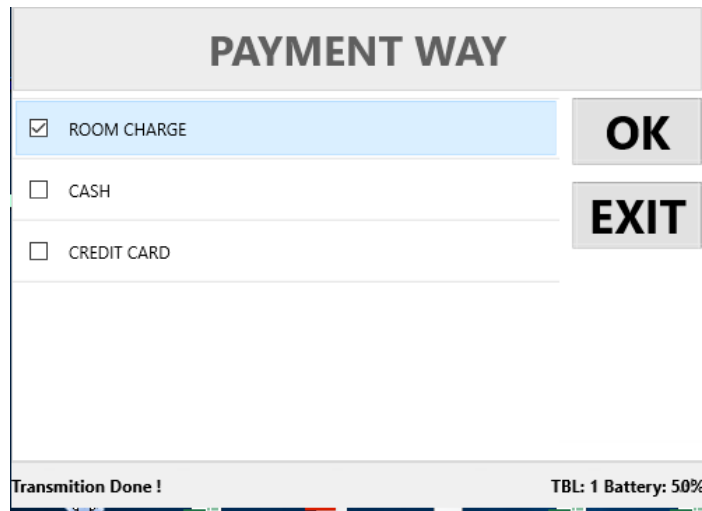 PAYMENT WAY
ROOM CHARGE
OK
CASH
EXIT
CREDIT CARD
Transmition Done !
TBL: 1 Battery: 50%